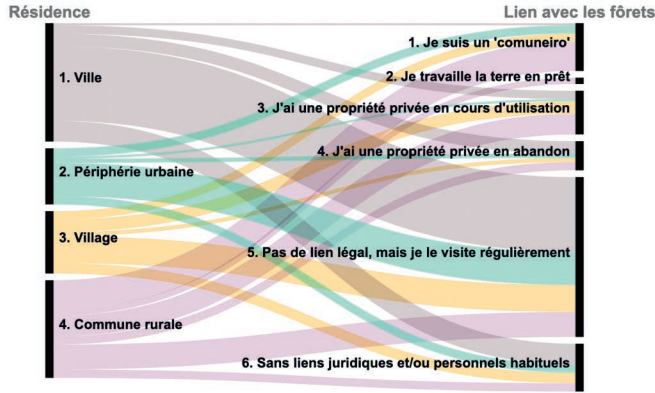 Résidence
Lien avec les fôrets
1. Ville
2. Périphérie urbaine
3. Village
4. Commune rurale
1. Je suis un 'comuneiro'
2. Je travaille la terre en prêt
3. J'ai une propriété privée en cours d'utilisation
4. J'ai une propriété privée en abandon
5. Pas de lien légal, mais je le visite régulièrement
6. Sans liens juridiques et/ou personnels habituels